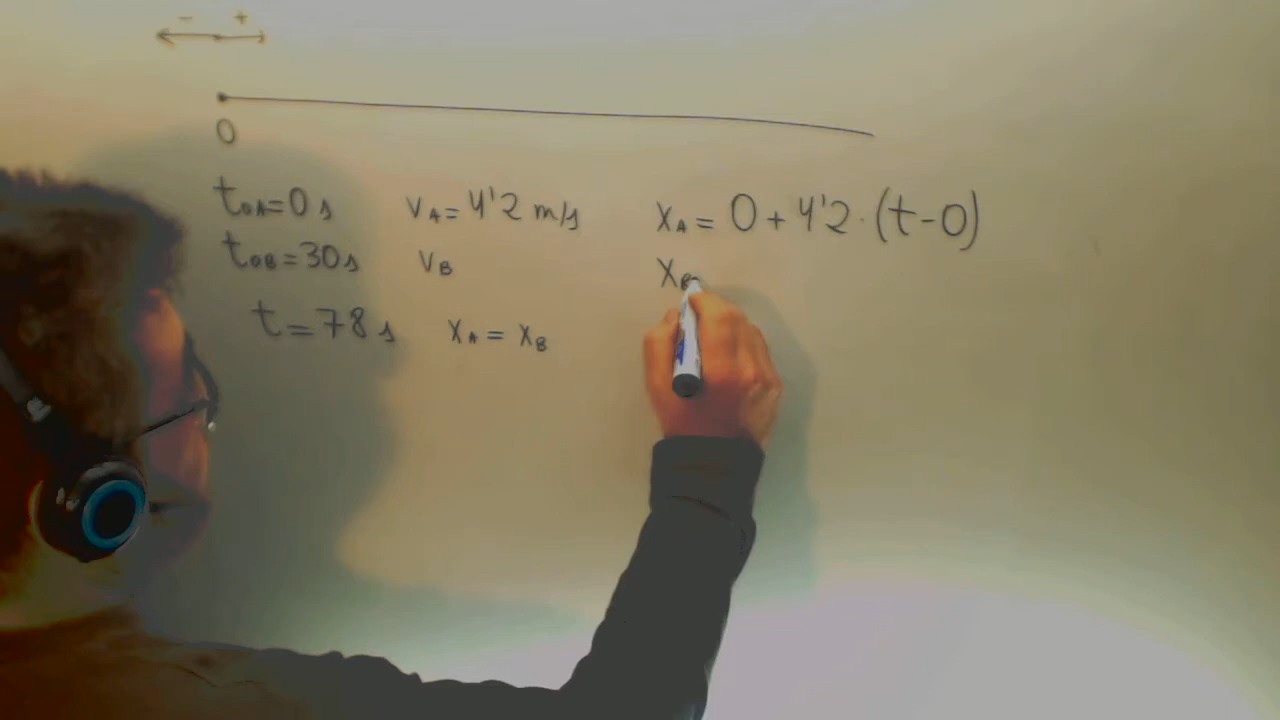 - +
0
t₀A=0 s   vA=4'2 m/s   xA = 0+4'2·(t-0)
t₀B=30 s   vB   xB
t=78 s   xA = xB